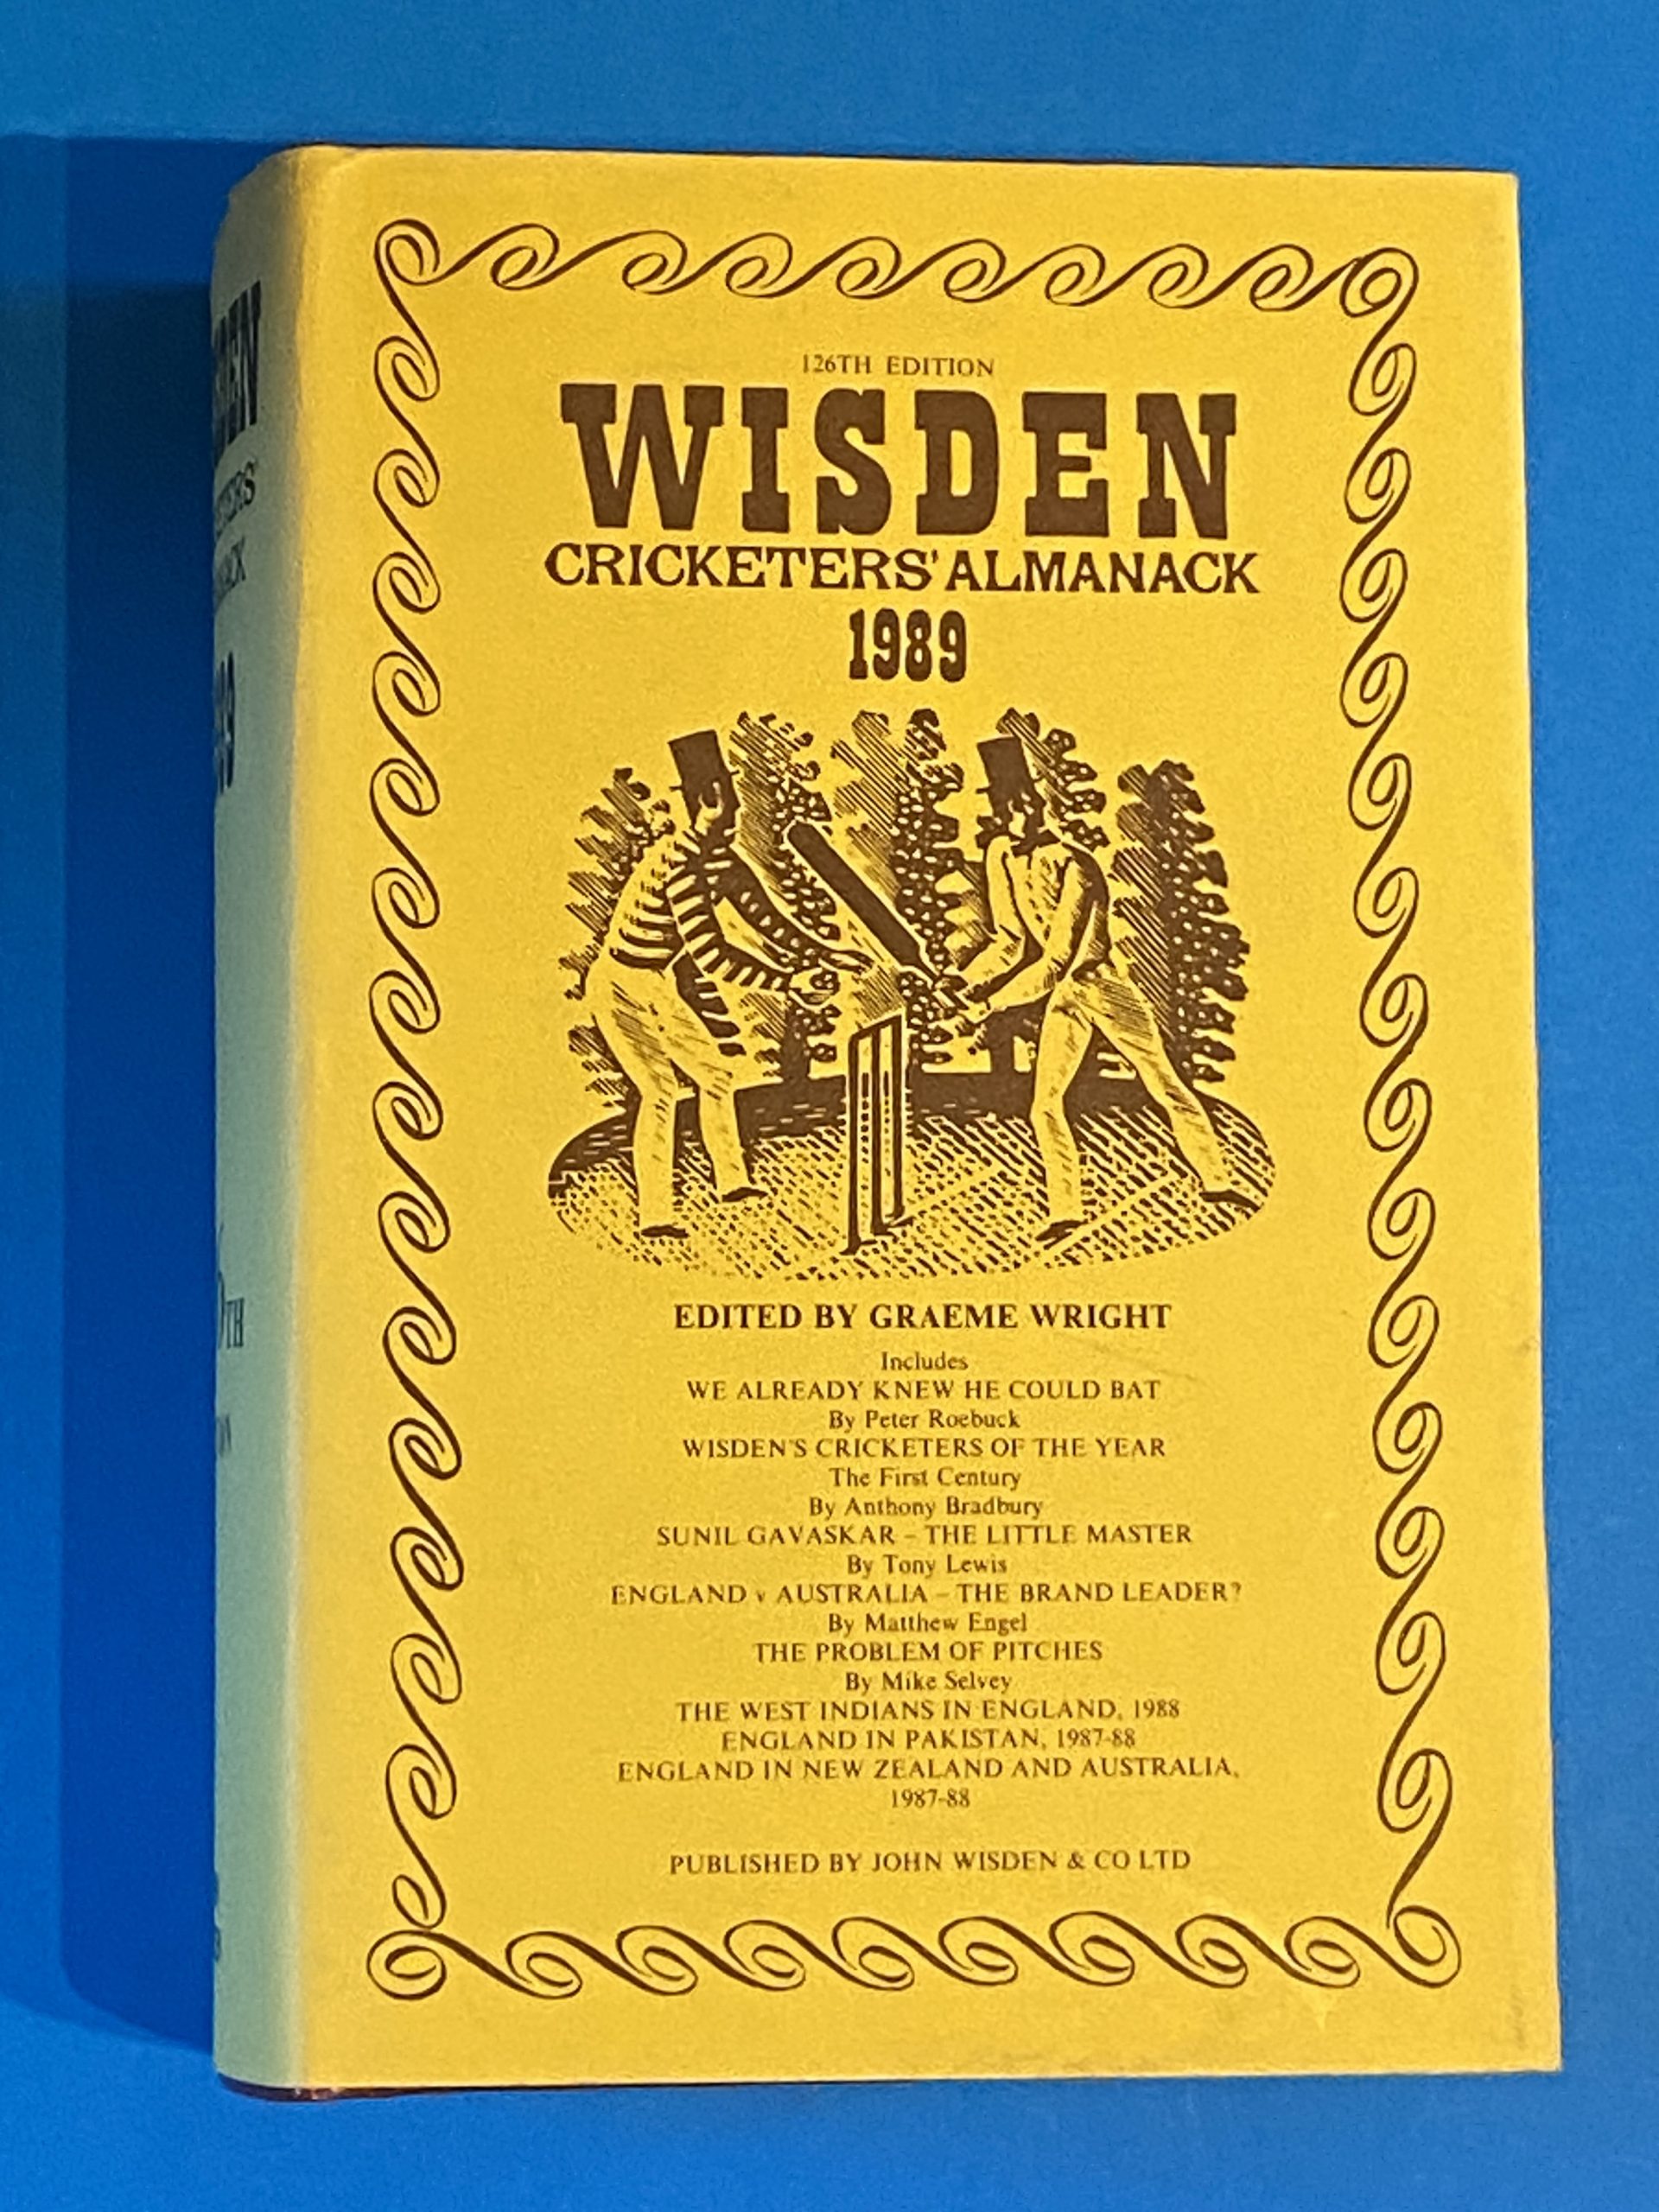 126TH EDITION
WISDEN
CRICKETERS' ALMANACK
1989
EDITED BY GRAEME WRIGHT
Includes
WE ALREADY KNEW HE COULD BAT
By Peter Roebuck
WISDEN'S CRICKETERS OF THE YEAR
The First Century
By Anthony Bradbury
SUNIL GAVASKAR – THE LITTLE MASTER
By Tony Lewis
ENGLAND v AUSTRALIA – THE BRAND LEADER?
By Matthew Engel
THE PROBLEM OF PITCHES
By Mike Selvey
THE WEST INDIANS IN ENGLAND, 1988
ENGLAND IN PAKISTAN, 1987-88
ENGLAND IN NEW ZEALAND AND AUSTRALIA,
1987-88
PUBLISHED BY JOHN WISDEN & CO LTD